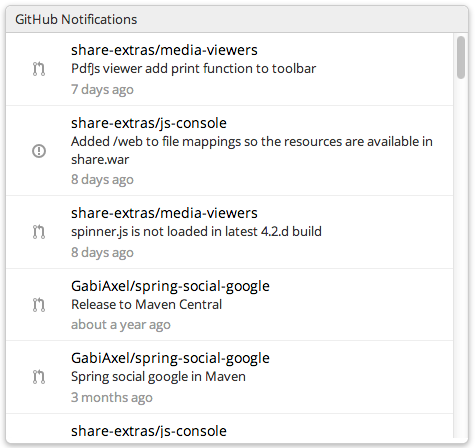 GitHub Notifications
share-extras/media-viewers
PdfJs viewer add print function to toolbar
7 days ago
share-extras/js-console
Added /web to file mappings so the resources are available in
share.war
8 days ago
share-extras/media-viewers
spinner.js is not loaded in latest 4.2.d build
8 days ago
GabiAxel/spring-social-google
Release to Maven Central
about a year ago
GabiAxel/spring-social-google
Spring social google in Maven
3 months ago
share-extras/js-console